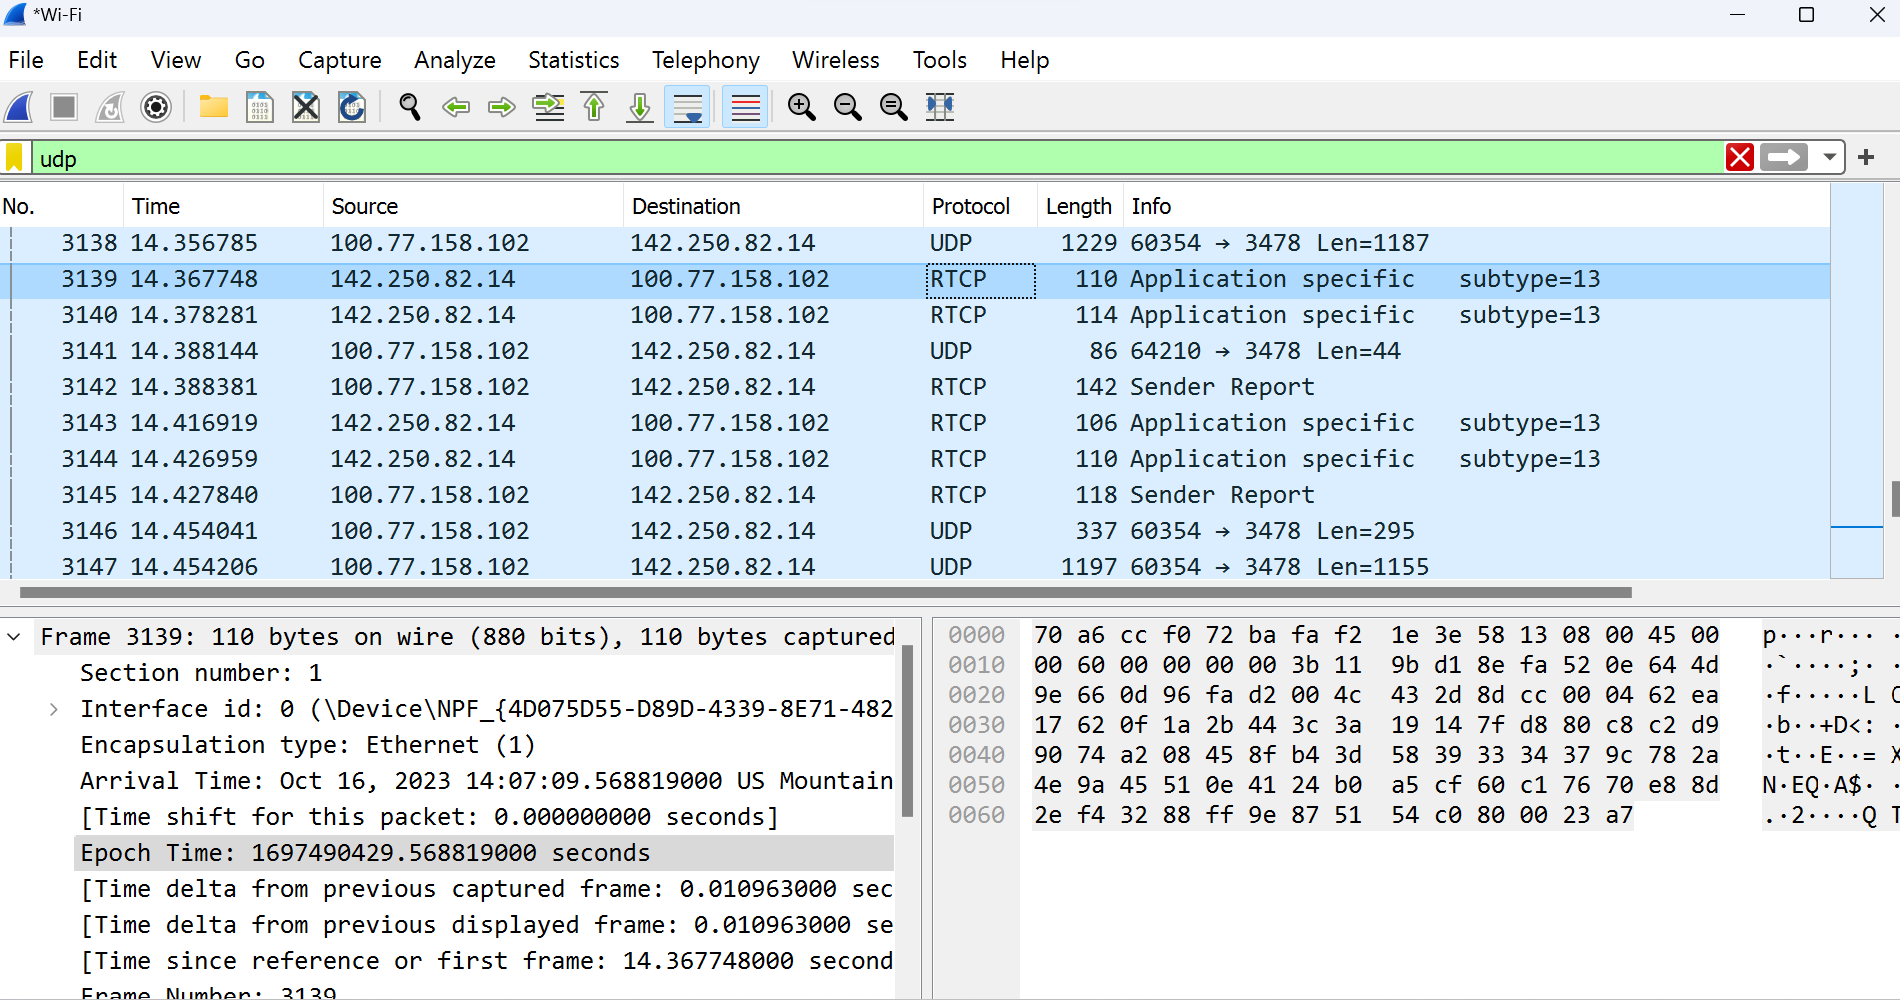 *Wi-Fi
File Edit View Go Capture Analyze Statistics Telephony Wireless Tools Help
udp
No. Time Source Destination Protocol Length Info
3138 14.356785 100.77.158.102 142.250.82.14 UDP 1229 60354 → 3478 Len=1187
3139 14.367748 142.250.82.14 100.77.158.102 RTCP 110 Application specific subtype=13
3140 14.378281 142.250.82.14 100.77.158.102 RTCP 114 Application specific subtype=13
3141 14.388144 100.77.158.102 142.250.82.14 UDP 86 64210 → 3478 Len=44
3142 14.388381 100.77.158.102 142.250.82.14 RTCP 142 Sender Report
3143 14.416919 142.250.82.14 100.77.158.102 RTCP 106 Application specific subtype=13
3144 14.426959 142.250.82.14 100.77.158.102 RTCP 110 Application specific subtype=13
3145 14.427840 100.77.158.102 142.250.82.14 RTCP 118 Sender Report
3146 14.454041 100.77.158.102 142.250.82.14 UDP 337 60354 → 3478 Len=295
3147 14.454206 100.77.158.102 142.250.82.14 UDP 1197 60354 → 3478 Len=1155
Frame 3139: 110 bytes on wire (880 bits), 110 bytes captured
Section number: 1
Interface id: 0 (\Device\NPF_{4D075D55-D89D-4339-8E71-482
Encapsulation type: Ethernet (1)
Arrival Time: Oct 16, 2023 14:07:09.568819000 US Mountain
[Time shift for this packet: 0.000000000 seconds]
Epoch Time: 1697490429.568819000 seconds
[Time delta from previous captured frame: 0.010963000 sec
[Time delta from previous displayed frame: 0.010963000 se
[Time since reference or first frame: 14.367748000 second
Frame Number: 3139
0000 70 a6 cc f0 72 ba fa f2 1e 3e 58 13 08 00 45 00 p···r··· ·
0010 00 60 00 00 00 00 3b 11 9b d1 8e fa 52 0e 64 4d ·`····;· ·
0020 9e 66 0d 96 fa d2 00 4c 43 2d 8d cc 00 04 62 ea ·f·····L C
0030 17 62 0f 1a 2b 44 3c 3a 19 14 7f d8 80 c8 c2 d9 ·b··+D<: ·
0040 90 74 a2 08 45 8f b4 3d 58 39 33 34 37 9c 78 2a ·t··E··= X
0050 4e 9a 45 51 0e 41 24 b0 a5 cf 60 c1 76 70 e8 8d N·EQ·A$· ·
0060 2e f4 32 88 ff 9e 87 51 54 c0 80 00 23 a7 .·2····Q T